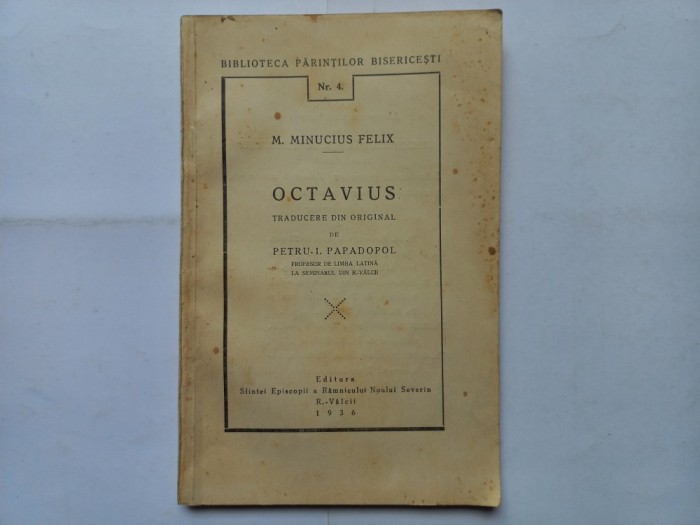 BIBLIOTECA PĂRINȚILOR BISERICEȘTI
Nr. 4.
M. MINUCIUS FELIX
OCTAVIUS
TRADUCERE DIN ORIGINAL
DE
PETRU-I. PAPADOPOL
PROFESOR DE LIMBA LATINĂ
LA SEMINARUL DIN R.-VÂLCII
Editura
Sfintei Episcopii a Râmnicului Noului Severin
R.-Vâlcii
1936